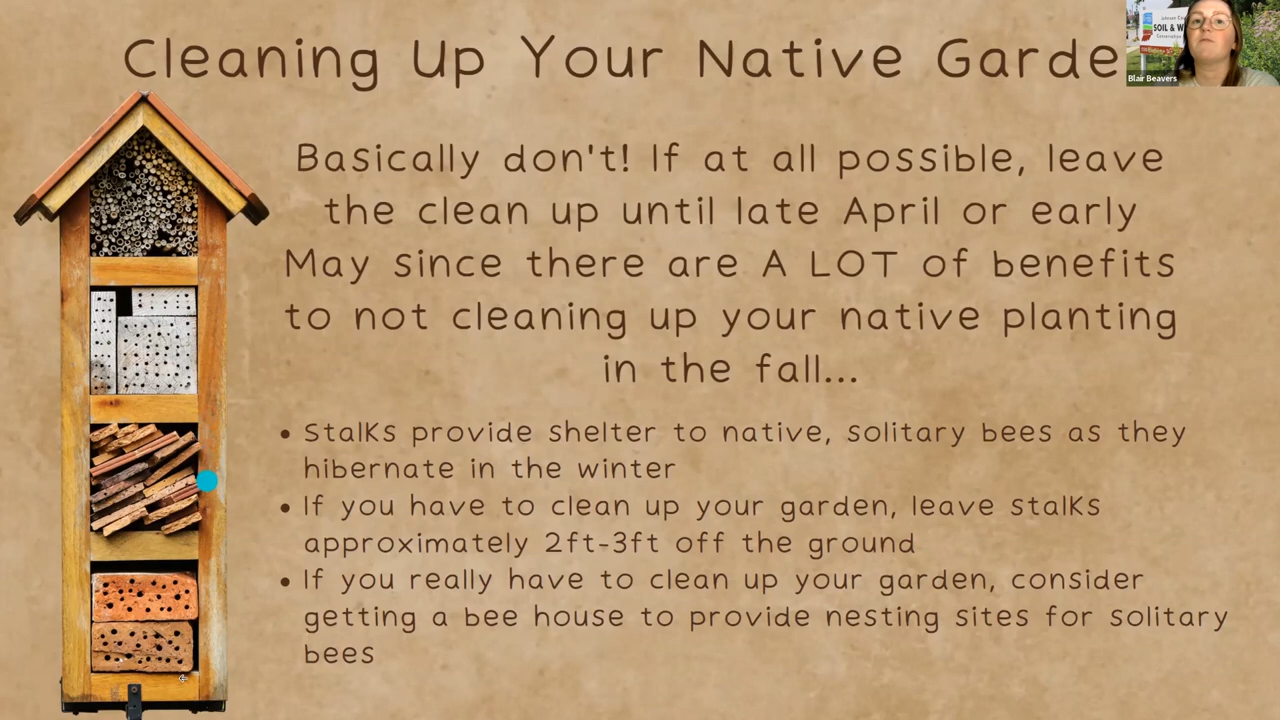 Cleaning Up Your Native Garde
SOIL & W
Blair Beavers
Basically don't! If at all possible, leave
the clean up until late April or early
May since there are A LOT of benefits
to not cleaning up your native planting
in the fall...
• Stalks provide shelter to native, solitary bees as they
hibernate in the winter
• If you have to clean up your garden, leave stalks
approximately 2ft-3ft off the ground
• If you really have to clean up your garden, consider
getting a bee house to provide nesting sites for solitary
bees